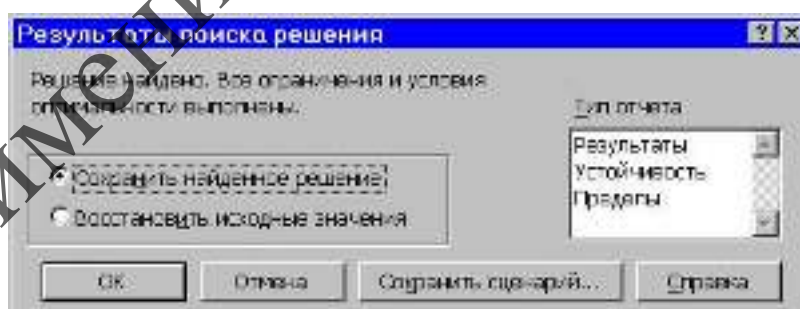 Результаты поиска решения
Решение найдено. Все ограничения и условия
оптимальности выполнены.
Тип отчета
Результаты
Устойчивость
Пределы
Сохранить найденное решение
Восстановить исходные значения
ОК
Отмена
Сохранить сценарий...
Справка